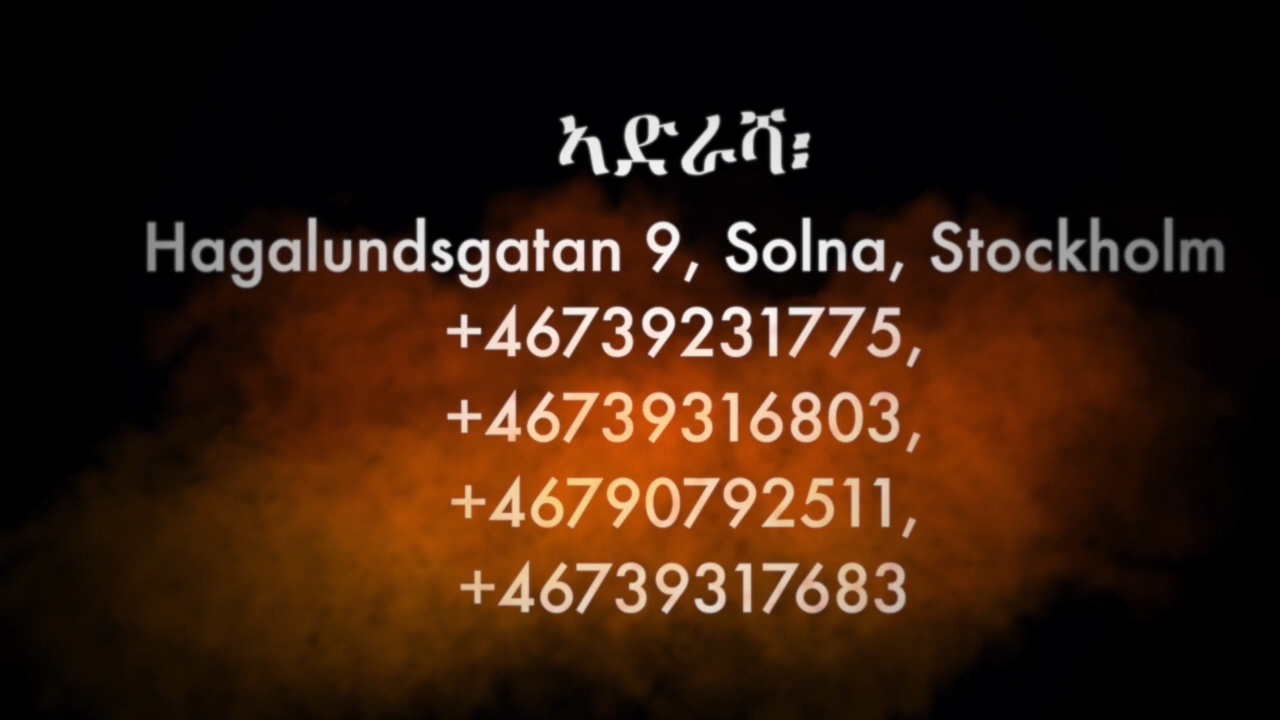 ኣድራሻ፥
Hagalundsgatan 9, Solna, Stockholm
+46739231775,
+46739316803,
+46790792511,
+46739317683